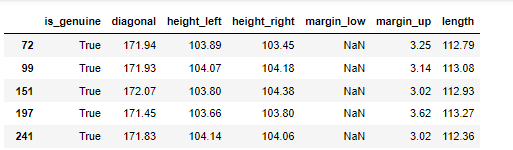 is_genuine diagonal height_left height_right margin_low margin_up length
72 True 171.94 103.89 103.45 NaN 3.25 112.79
99 True 171.93 104.07 104.18 NaN 3.14 113.08
151 True 172.07 103.80 104.38 NaN 3.02 112.93
197 True 171.45 103.66 103.80 NaN 3.62 113.27
241 True 171.83 104.14 104.06 NaN 3.02 112.36